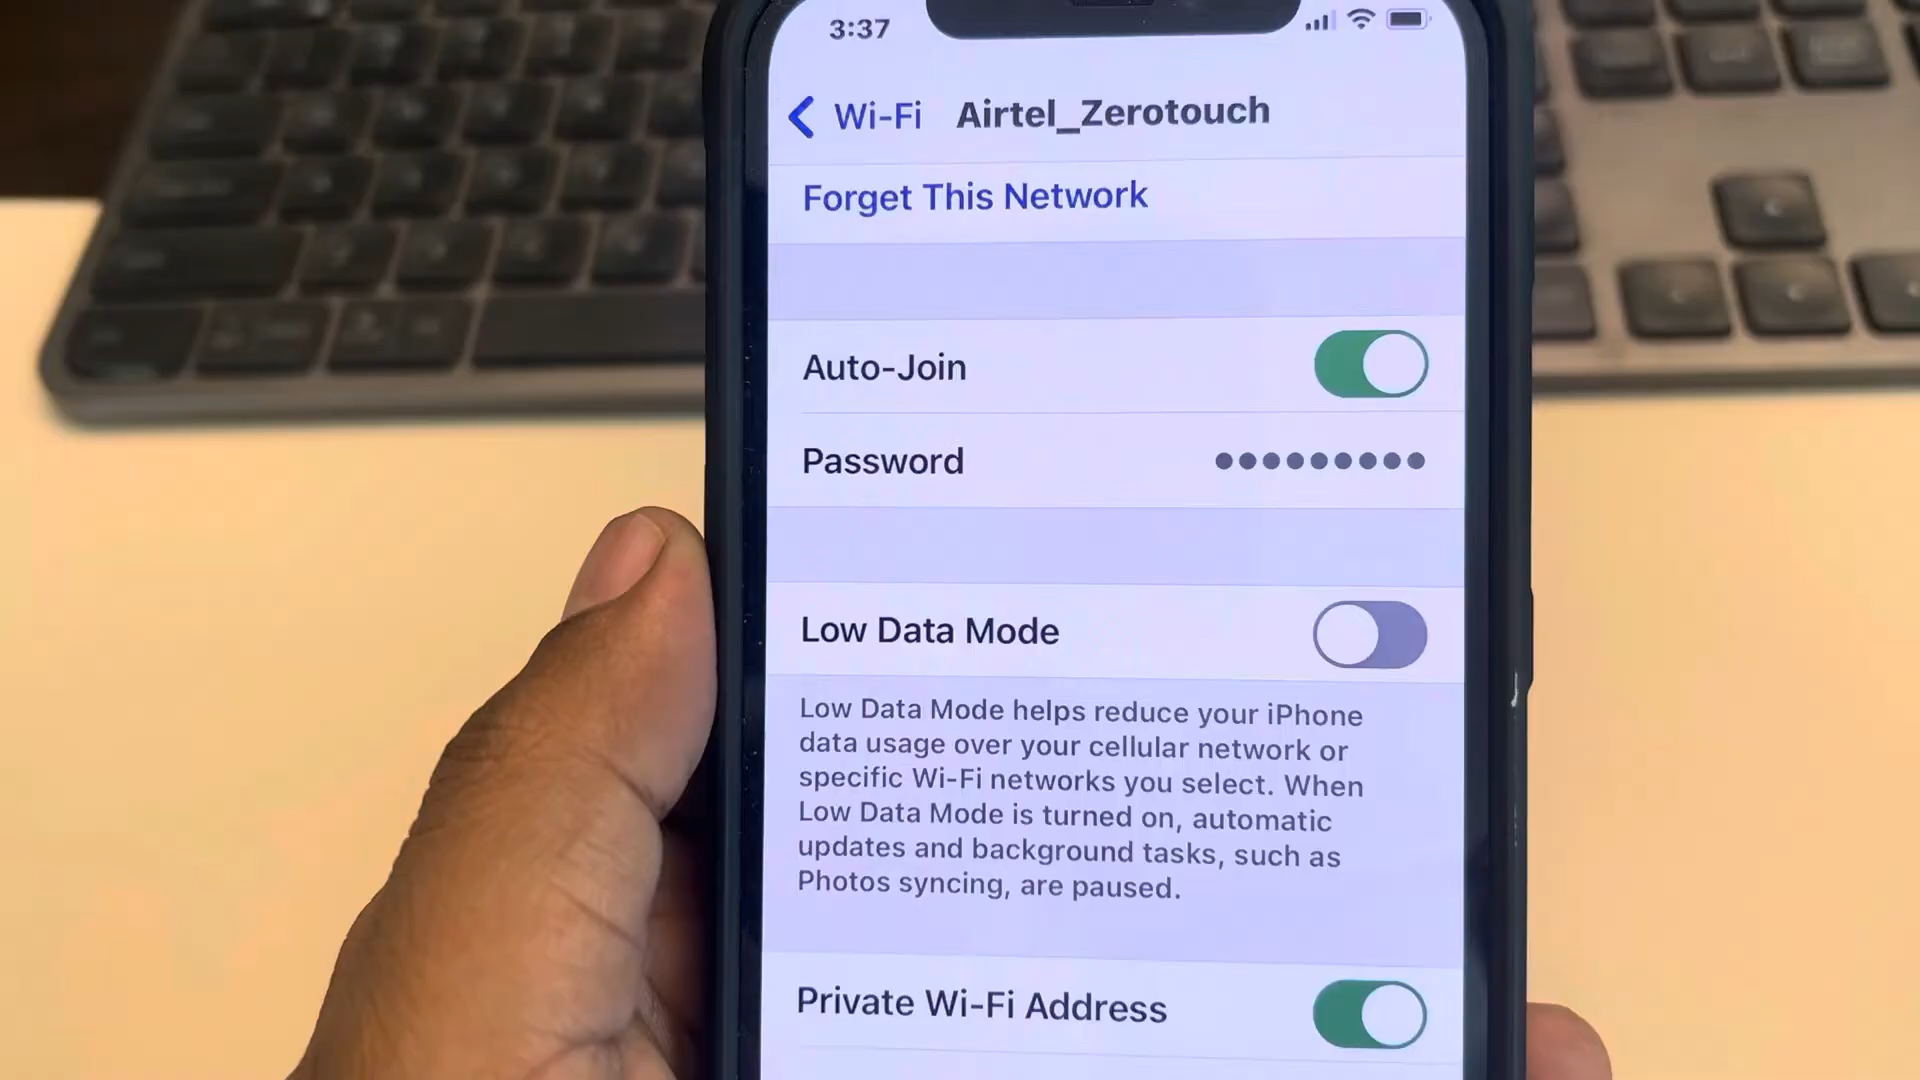 3:37
Wi-Fi Airtel_Zerotouch
Forget This Network
Auto-Join
Password
Low Data Mode
Low Data Mode helps reduce your iPhone
data usage over your cellular network or
specific Wi-Fi networks you select. When
Low Data Mode is turned on, automatic
updates and background tasks, such as
Photos syncing, are paused.
Private Wi-Fi Address